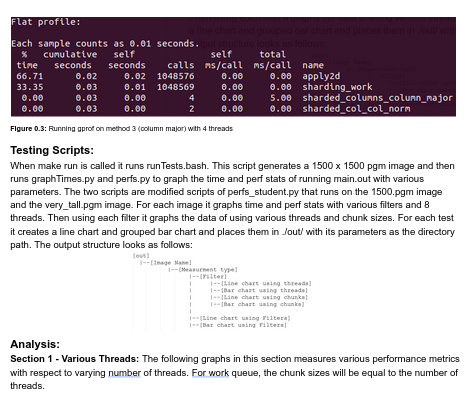 Flat profile:
Each sample counts as 0.01 seconds.
% cumulative self self total
time seconds seconds calls ms/call ms/call name
66.71 0.02 0.02 1048576 0.00 0.00 apply2d
33.35 0.03 0.01 1048569 0.00 0.00 sharding_work
0.00 0.03 0.00 4 0.00 5.00 sharded_columns_column_major
0.00 0.03 0.00 2 0.00 0.00 shard_col_col_norm
Figure 0.3: Running gprof on method 3 (column major) with 4 threads
Testing Scripts:
When make run is called it runs runTests.bash. This script generates a 1500 x 1500 pgm image and then
runs graphTimes.py and perfs.py to graph the time and perf stats of running main.out with various
parameters. The two scripts are modified scripts of perfs_student.py that runs on the 1500.pgm image
and the very_tall.pgm image. For each image it graphs time and perf stats with various filters and 8
threads. Then using each filter it graphs the data of using various threads and chunk sizes. For each test
it creates a line chart and grouped bar chart and places them in ./out/ with its parameters as the directory
path. The output structure looks as follows:
[out]
|--[Image Name]
|--[Measurment type]
|--[Filter]
| |--[Line chart using threads]
| |--[Bar chart using threads]
| |--[Line chart using chunks]
| |--[Bar chart using chunks]
|
|--[Line chart using Filters]
|--[Bar chart using Filters]
Analysis:
Section 1 - Various Threads: The following graphs in this section measures various performance metrics
with respect to varying number of threads. For work queue, the chunk sizes will be equal to the number of
threads.